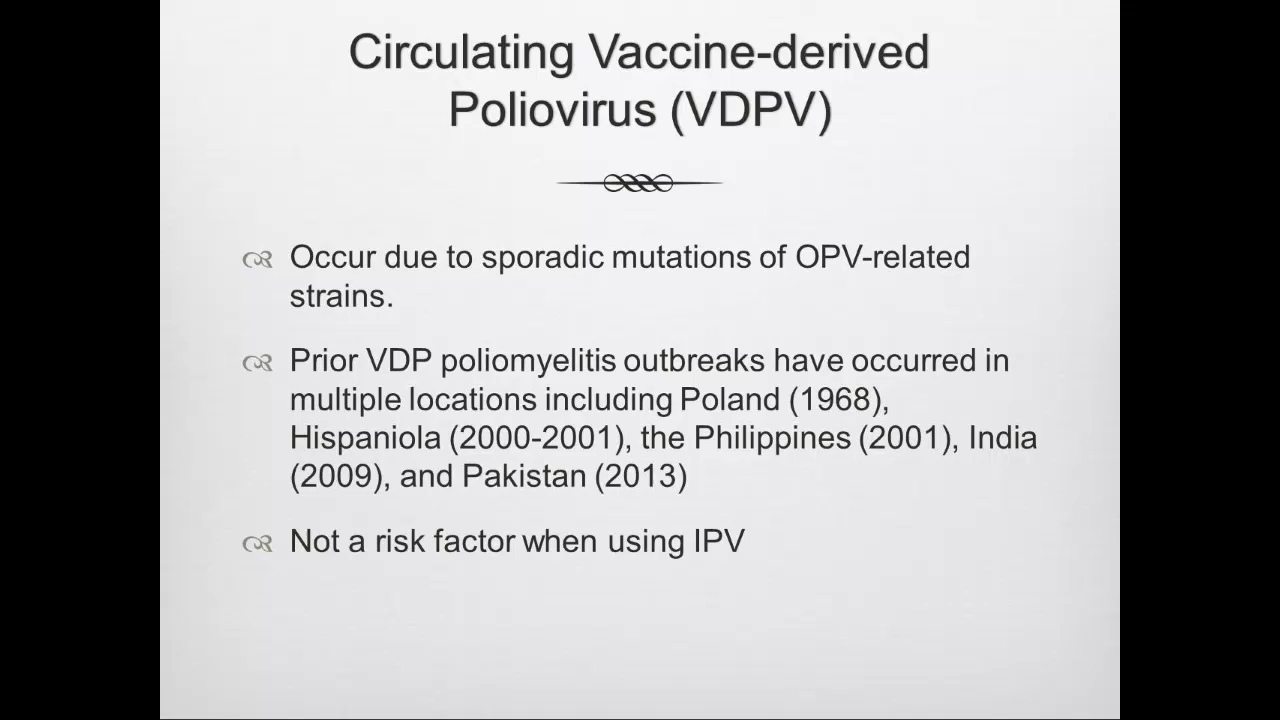 Circulating Vaccine-derived
Poliovirus (VDPV)
Occur due to sporadic mutations of OPV-related
strains.
Prior VDP poliomyelitis outbreaks have occurred in
multiple locations including Poland (1968),
Hispaniola (2000-2001), the Philippines (2001), India
(2009), and Pakistan (2013)
Not a risk factor when using IPV